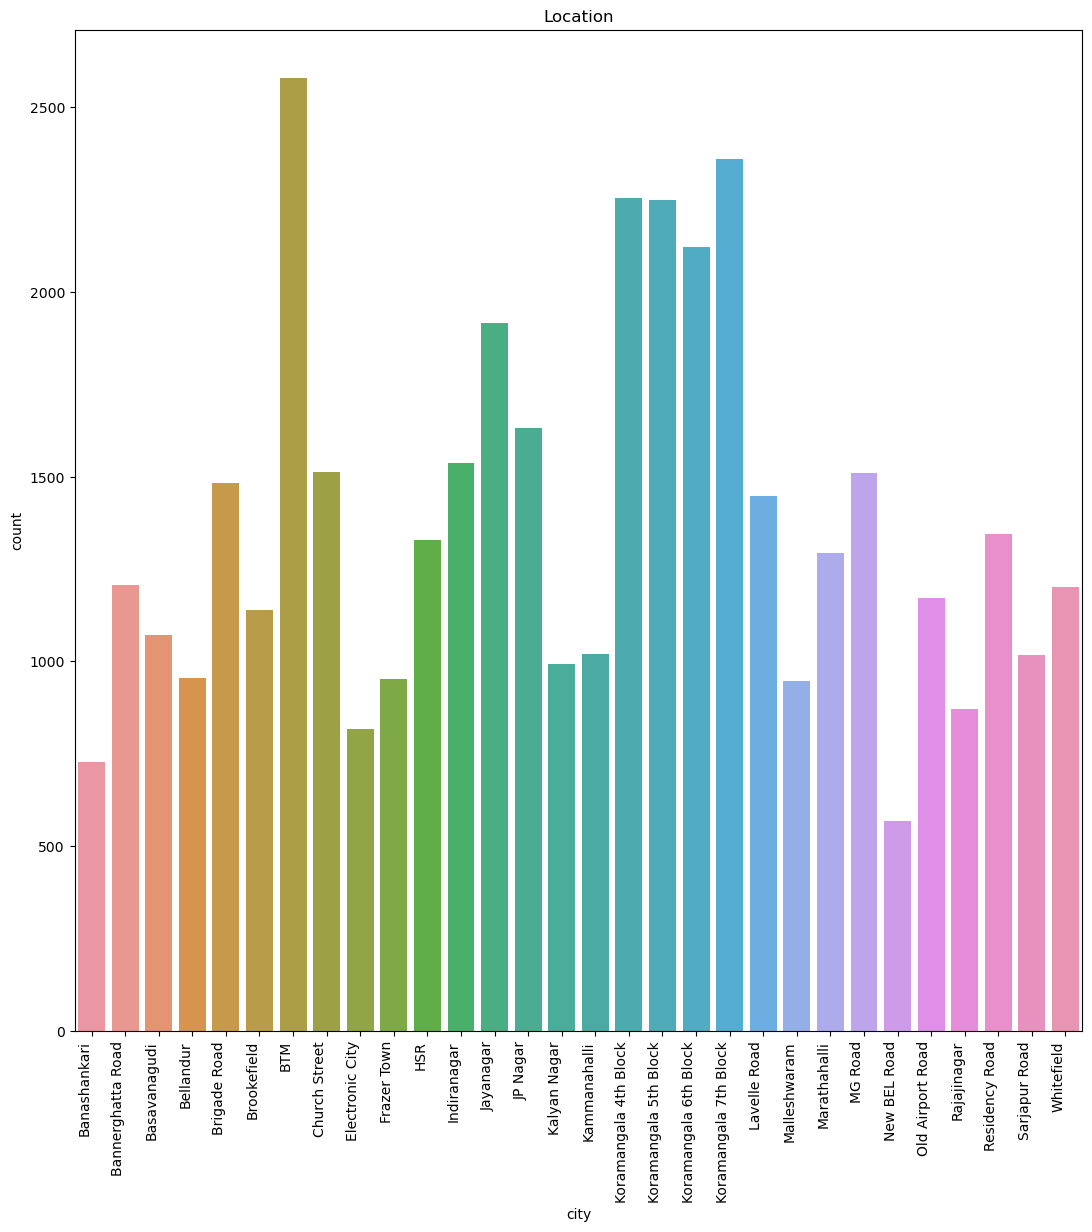 Location
2500
2000
1500
1000
500
0
count
Banashankari
Bannerghatta Road
Basavanagudi
Bellandur
Brigade Road
Brookefield
BTM
Church Street
Electronic City
Frazer Town
HSR
Indiranagar
Jayanagar
JP Nagar
Kalyan Nagar
Kammanahalli
Koramangala 4th Block
Koramangala 5th Block
Koramangala 6th Block
Koramangala 7th Block
Lavelle Road
Malleshwaram
Marathahalli
MG Road
New BEL Road
Old Airport Road
Rajajinagar
Residency Road
Sarjapur Road
Whitefield
city